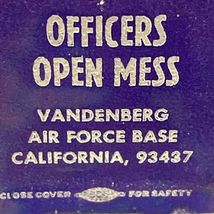 OFFICERS
OPEN MESS
VANDENBERG
AIR FORCE BASE
CALIFORNIA, 93437
CLOSE COVER FOR SAFETY